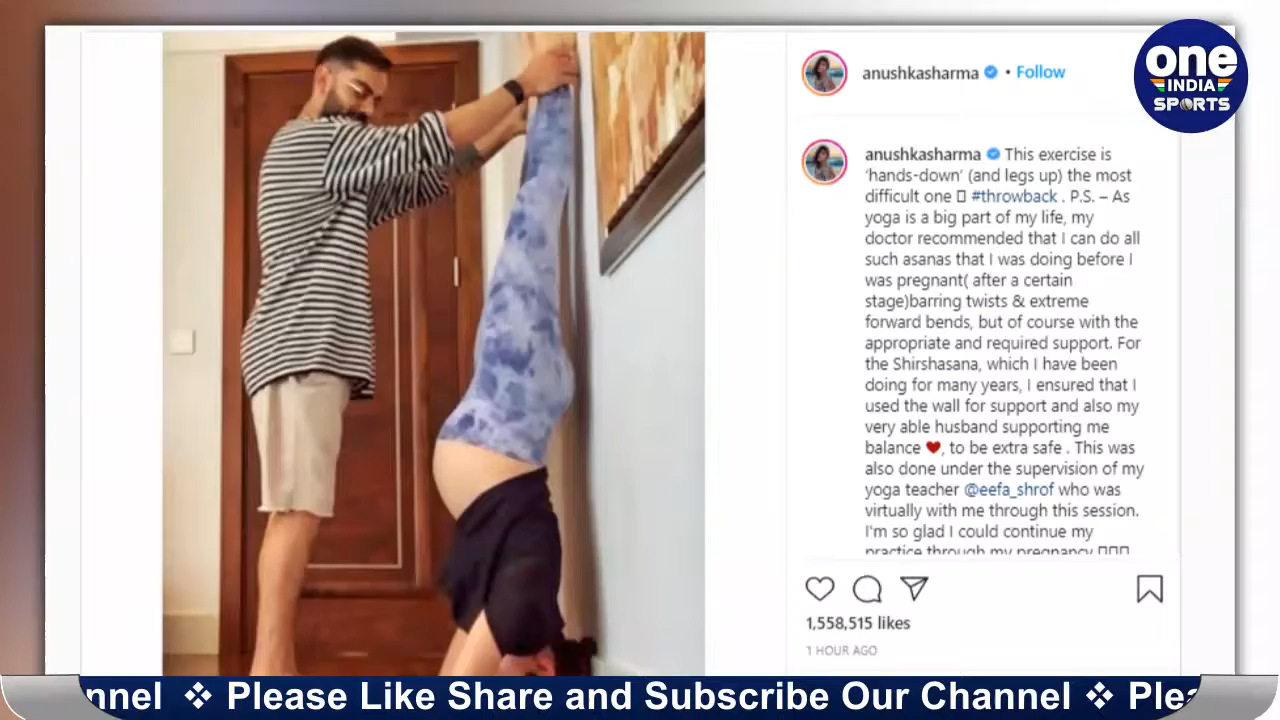 one
INDIA
SPORTS
anushkasharma • Follow
anushkasharma This exercise is
‘hands-down’ (and legs up) the most
difficult one #throwback . P.S. – As
yoga is a big part of my life, my
doctor recommended that I can do all
such asanas that I was doing before I
was pregnant( after a certain
stage)barring twists & extreme
forward bends, but of course with the
appropriate and required support. For
the Shirshasana, which I have been
doing for many years, I ensured that I
used the wall for support and also my
very able husband supporting me
balance ❤, to be extra safe . This was
also done under the supervision of my
yoga teacher @eefa_shrof who was
virtually with me through this session.
I'm so glad I could continue my
practice through my pregnancy
1,558,515 likes
1 HOUR AGO
nnel ❖ Please Like Share and Subscribe Our Channel ❖ Plea